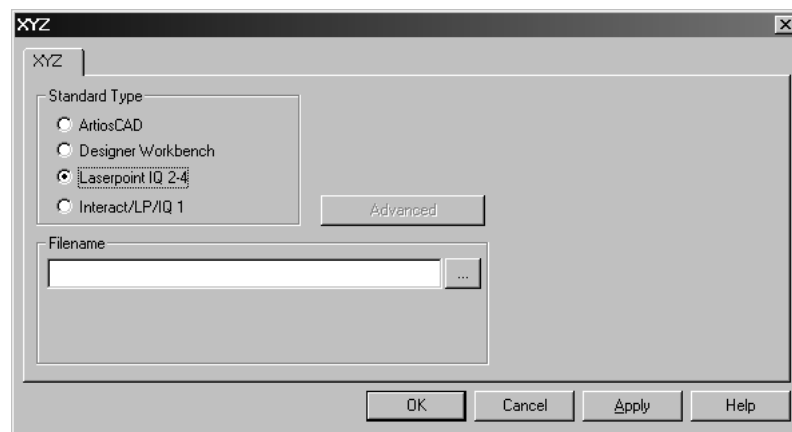 XYZ
XYZ
Standard Type
ArtiosCAD
Designer Workbench
Laserpoint IQ 2-4
Interact/LP/IQ 1
Advanced
Filename
...
OK
Cancel
Apply
Help